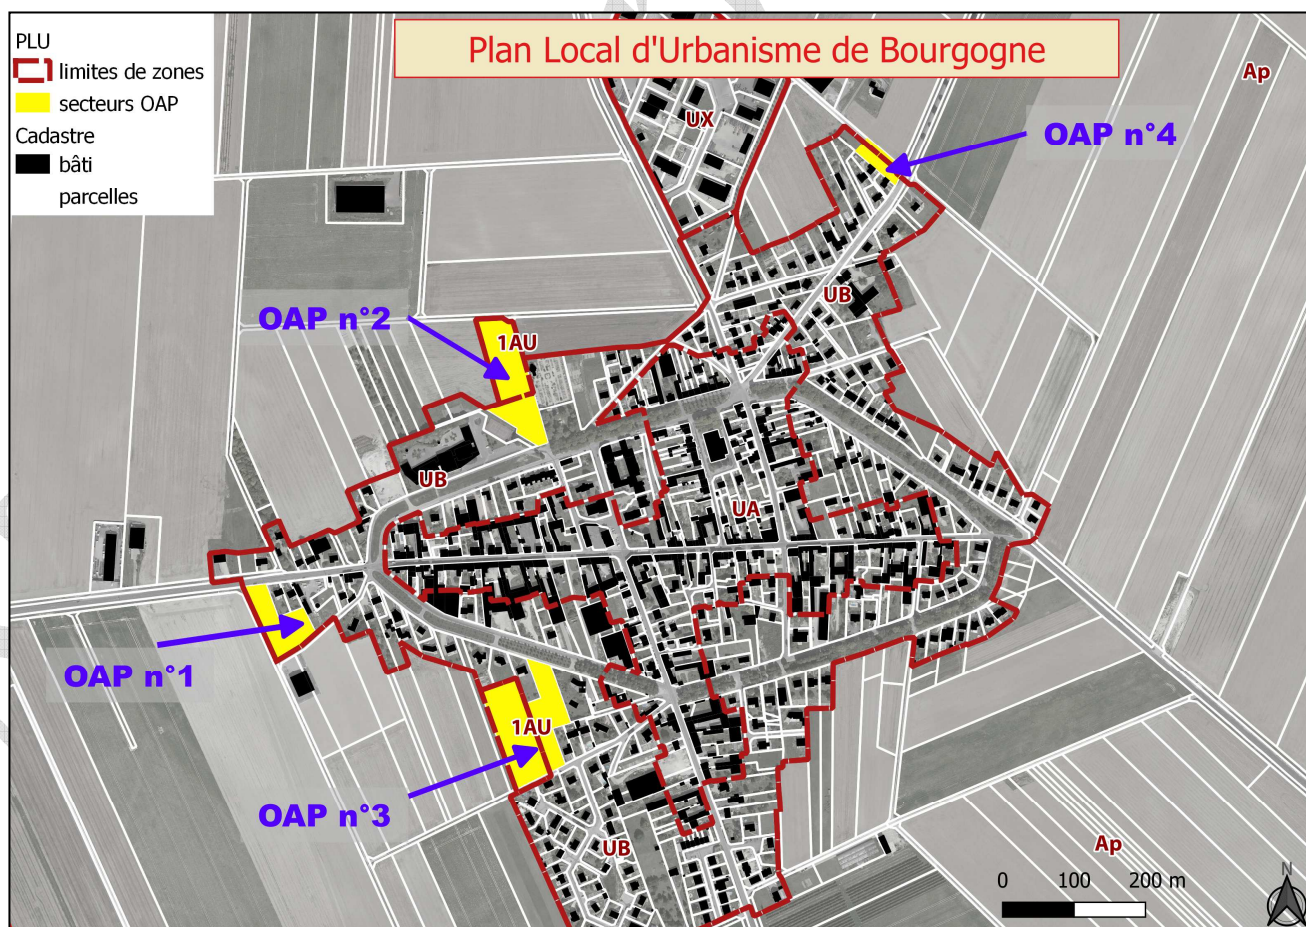 Plan Local d'Urbanisme de Bourgogne
PLU
limites de zones
secteurs OAP
Cadastre
bâti
parcelles
Ap
UX
OAP n°4
UB
OAP n°2
1AU
UB
UA
OAP n°1
1AU
OAP n°3
UB
Ap
0 100 200 m
N